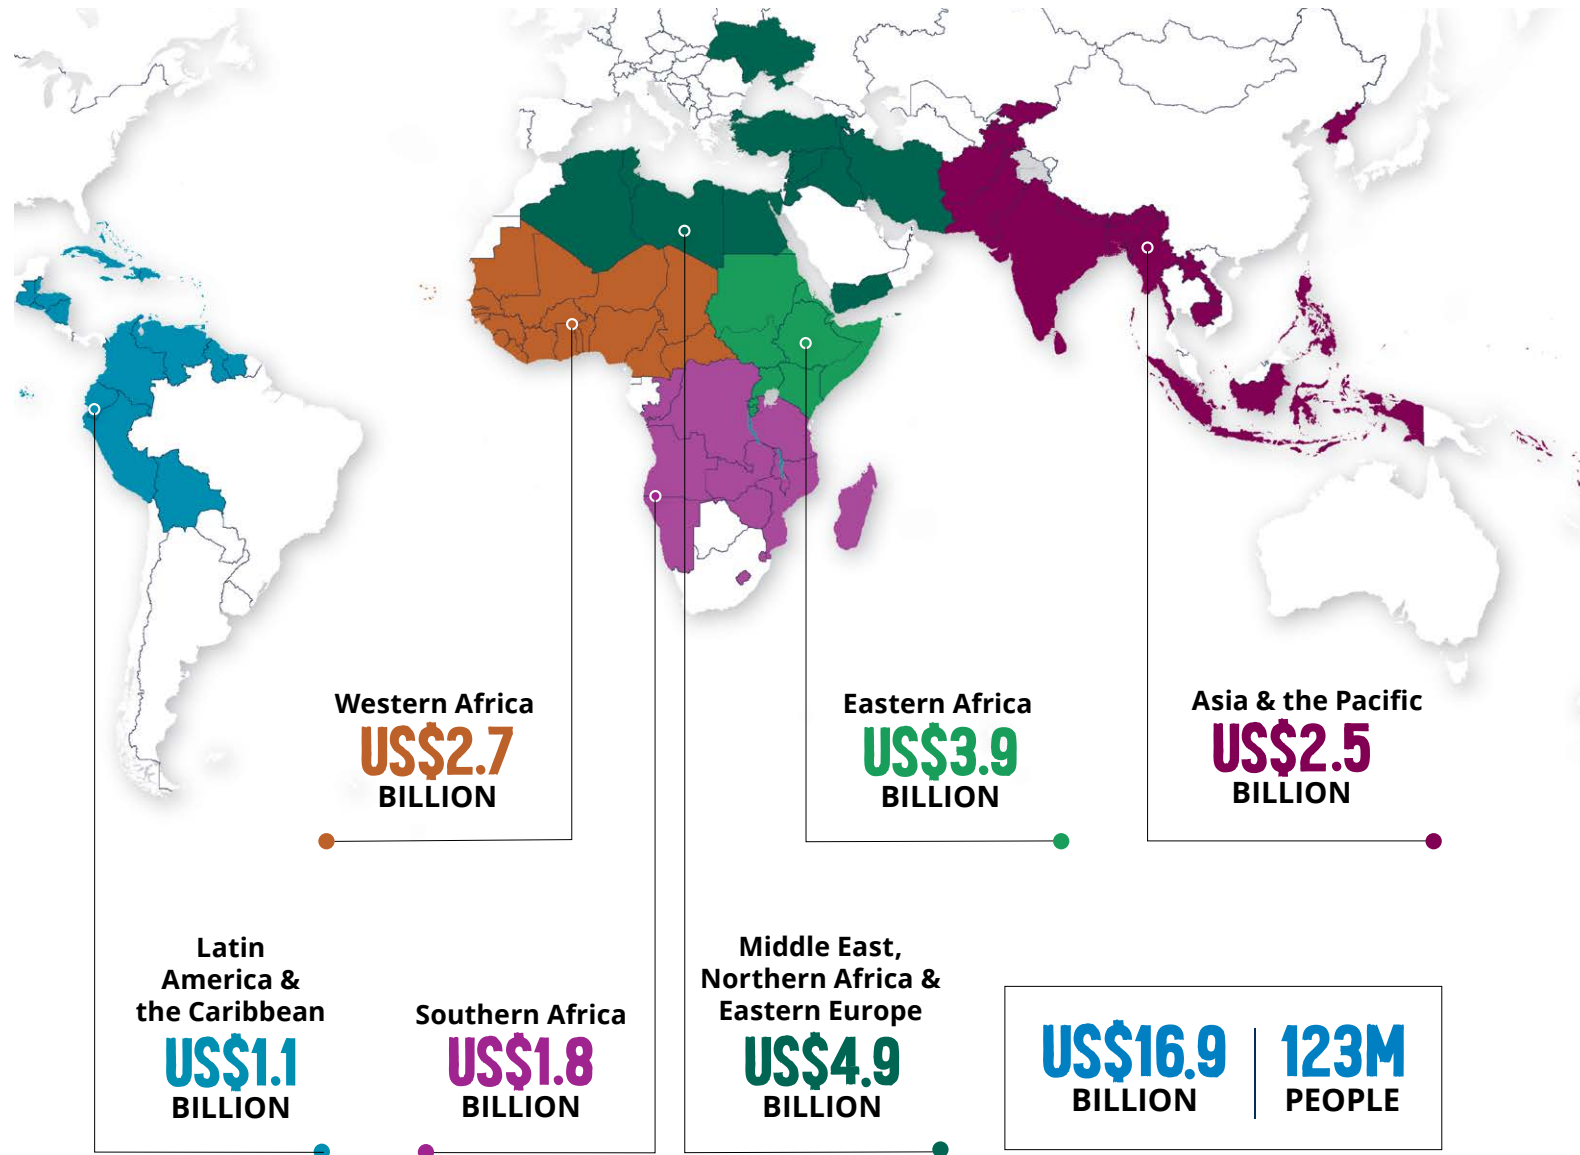 Western Africa
US$2.7
BILLION
Eastern Africa
US$3.9
BILLION
Asia & the Pacific
US$2.5
BILLION
Latin
America &
the Caribbean
US$1.1
BILLION
Southern Africa
US$1.8
BILLION
Middle East,
Northern Africa &
Eastern Europe
US$4.9
BILLION
US$16.9
BILLION
123M
PEOPLE